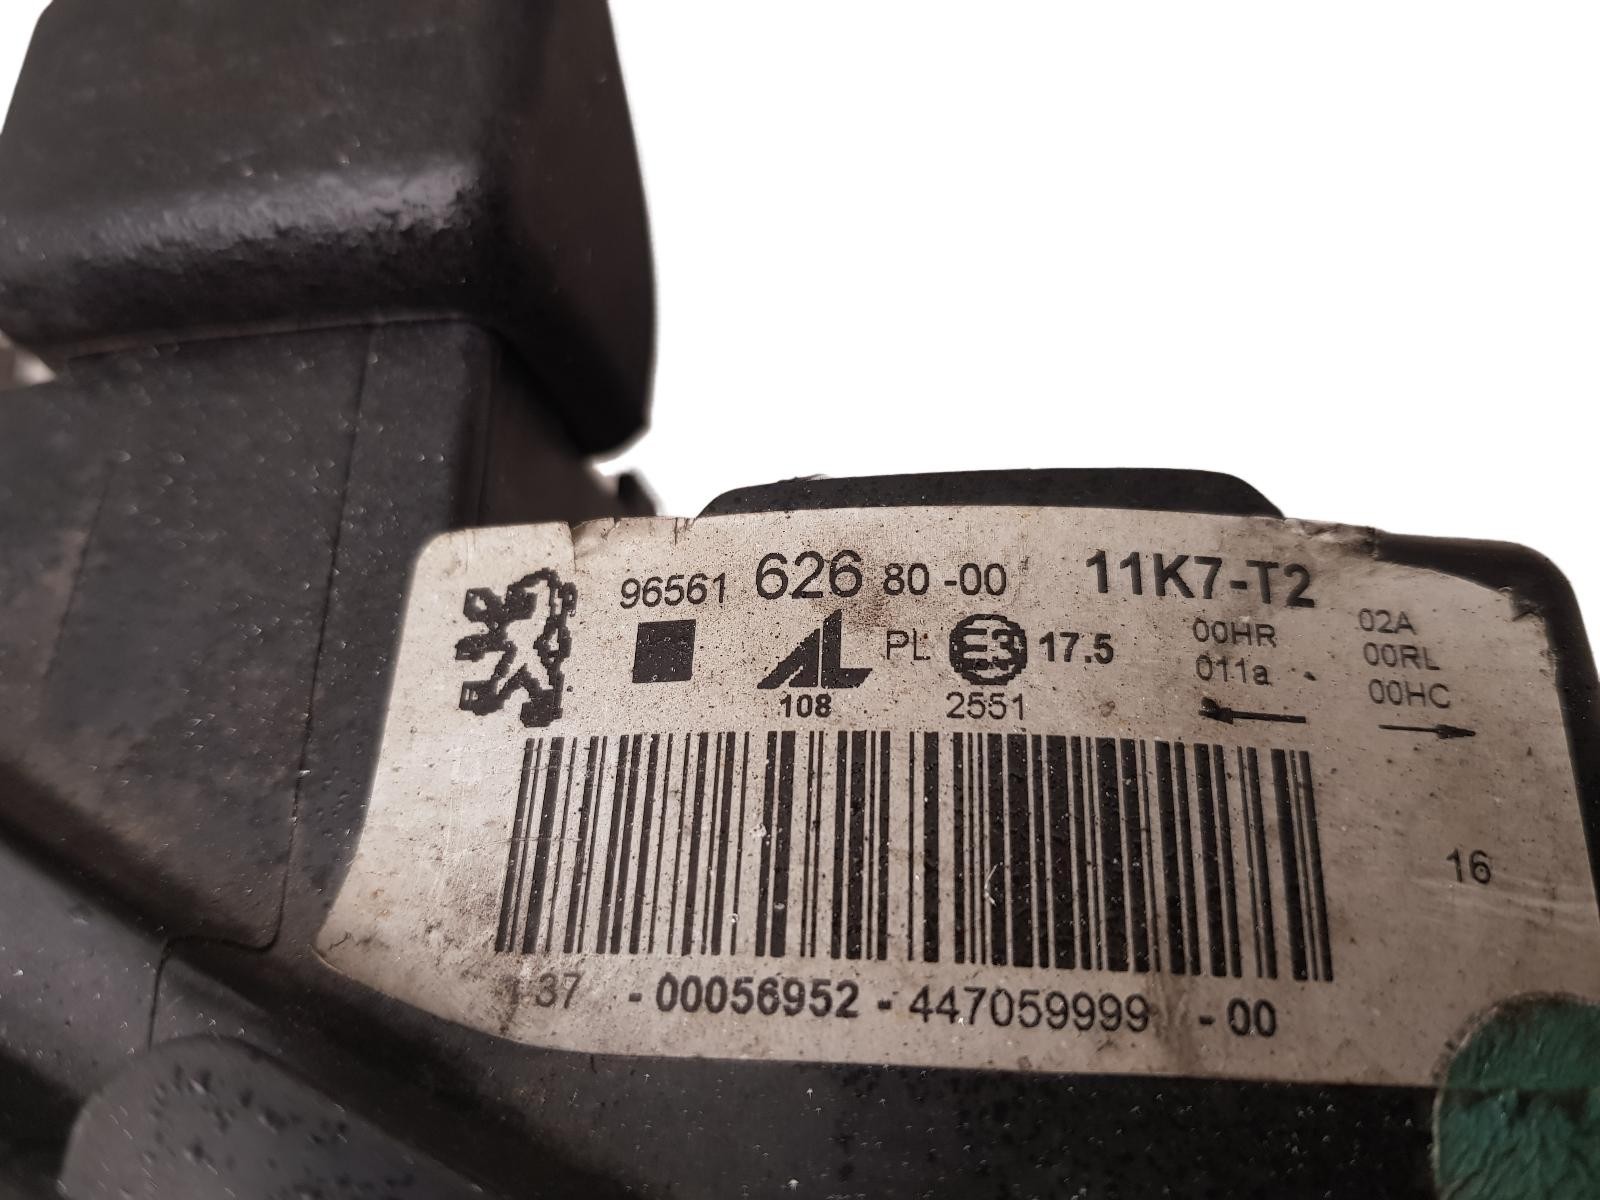 96561 626 80-00 11K7-T2
AL PL E3 17.5 00HR 02A
011a 00RL
108 2551 00HC
16
37 -00056952-447059999 -00